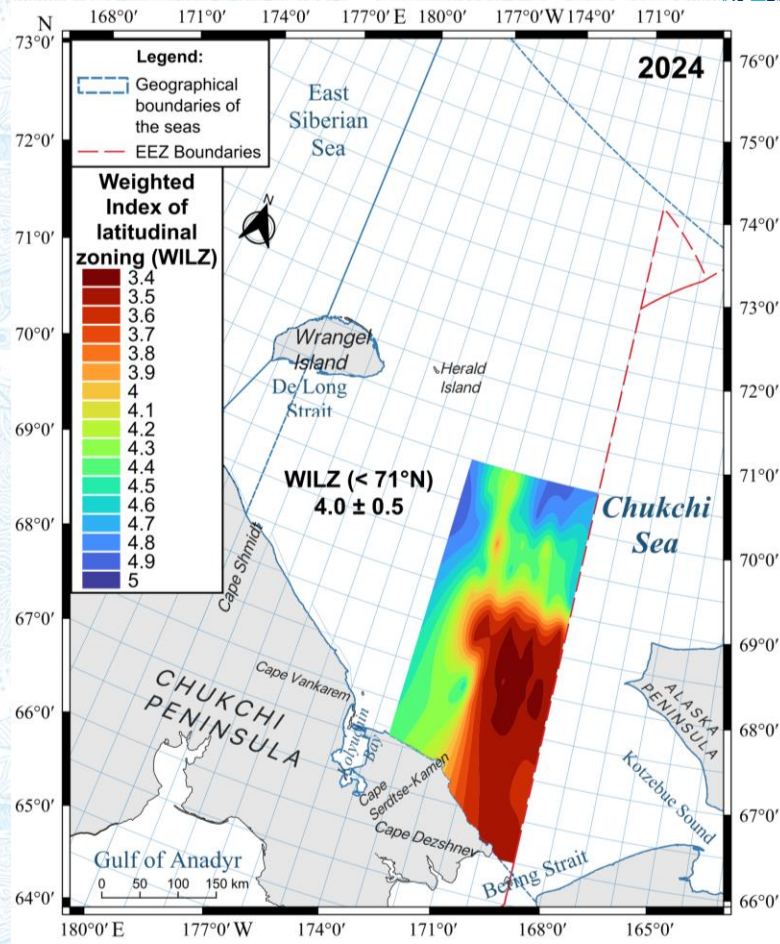 N
168°0′
171°0′
174°0′
177°0′ E
180°0′
177°0′ W
174°0′
171°0′
73°0′
72°0′
71°0′
70°0′
69°0′
68°0′
67°0′
66°0′
65°0′
64°0′
76°0′
75°0′
74°0′
73°0′
72°0′
71°0′
70°0′
69°0′
68°0′
67°0′
66°0′
Legend:
Geographical
boundaries of
the seas
EEZ Boundaries
Weighted
Index of
latitudinal
zoning (WILZ)
3.4
3.5
3.6
3.7
3.8
3.9
4
4.1
4.2
4.3
4.4
4.5
4.6
4.7
4.8
4.9
5
2024
East
Siberian
Sea
N
Wrangel
Island
Herald
Island
De Long
Strait
WILZ (< 71°N)
4.0 ± 0.5
Chukchi
Sea
Cape Shmidt
Cape Vankarem
CHUKCHI
PENINSULA
Kolyuchin
Bay
Cape
Serdtse-Kamen
Cape Dezshnev
ALASKA
PENINSULA
Kotzebue Sound
Bering Strait
Gulf of Anadyr
0 50 100 150 km
180°0′ E
177°0′ W
174°0′
171°0′
168°0′
165°0′